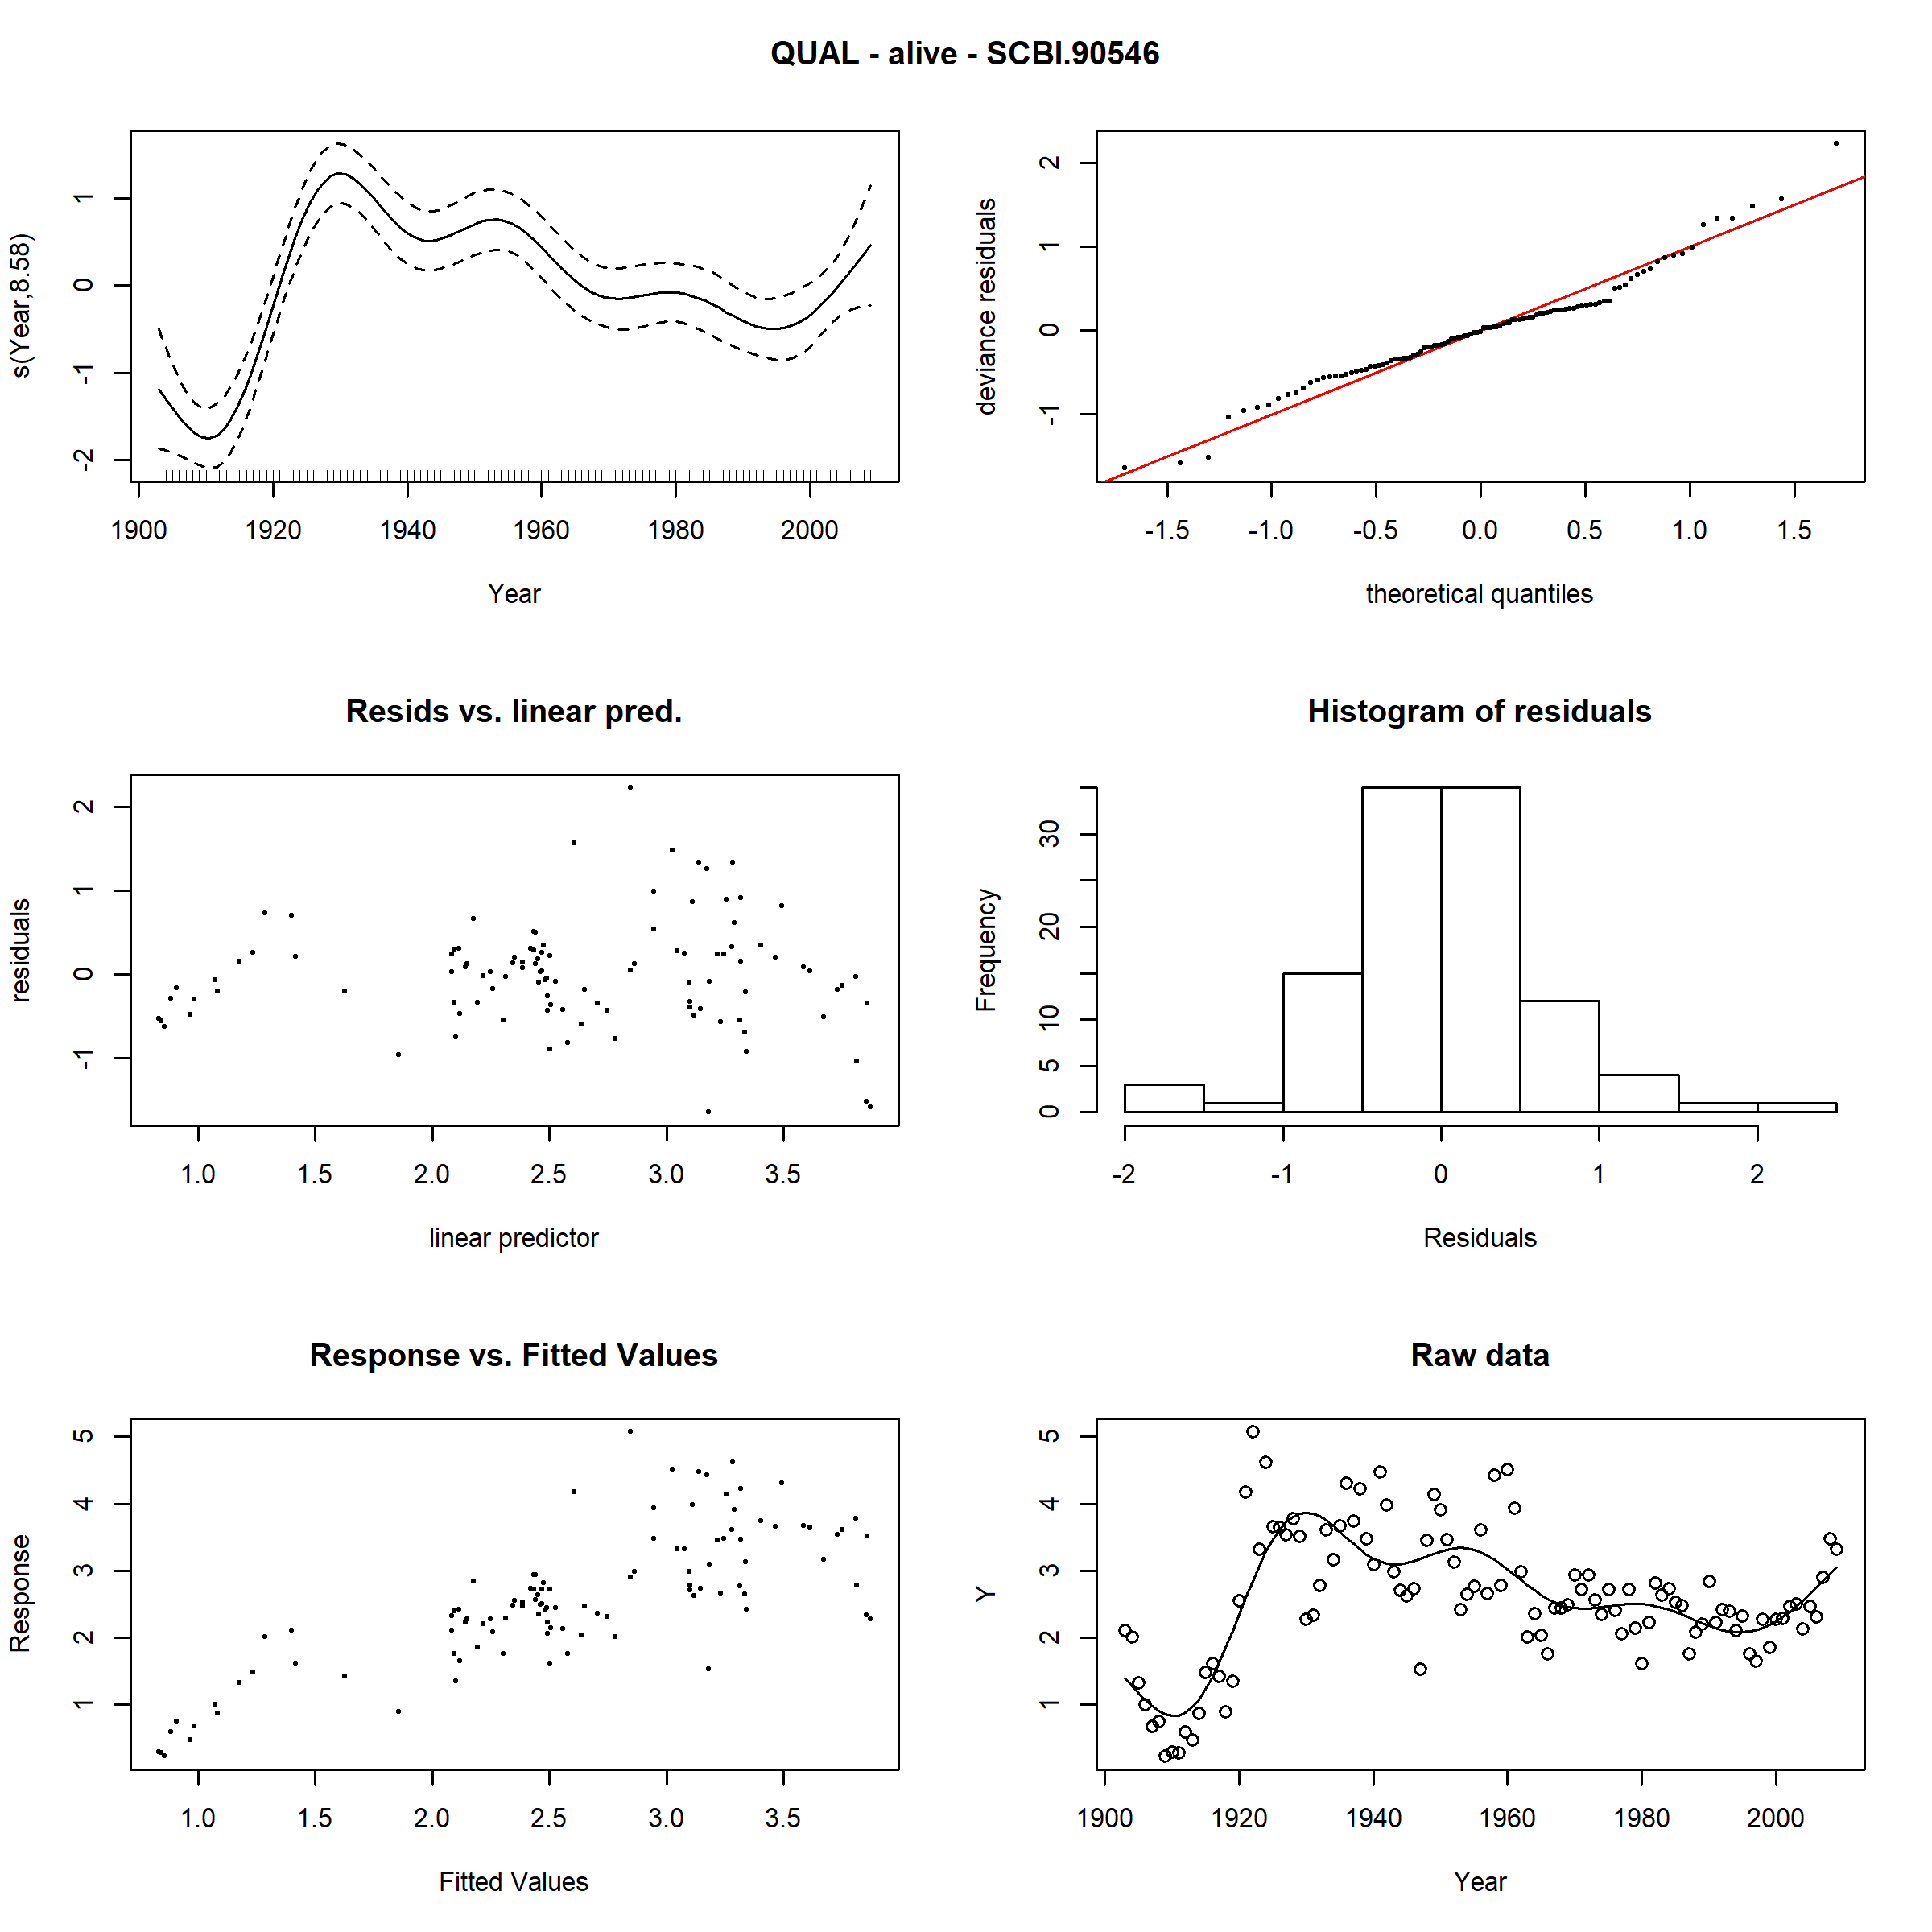 QUAL - alive - SCBI.90546
s(Year,8.58)
1
0
-1
-2
1900 1920 1940 1960 1980 2000
Year
deviance residuals
2
1
0
-1
-1.5 -1.0 -0.5 0.0 0.5 1.0 1.5
theoretical quantiles
Resids vs. linear pred.
residuals
2
1
0
-1
1.0 1.5 2.0 2.5 3.0 3.5
linear predictor
Histogram of residuals
Frequency
30
20
10
5
0
-2 -1 0 1 2
Residuals
Response vs. Fitted Values
Response
5
4
3
2
1
1.0 1.5 2.0 2.5 3.0 3.5
Fitted Values
Raw data
Y
5
4
3
2
1
1900 1920 1940 1960 1980 2000
Year